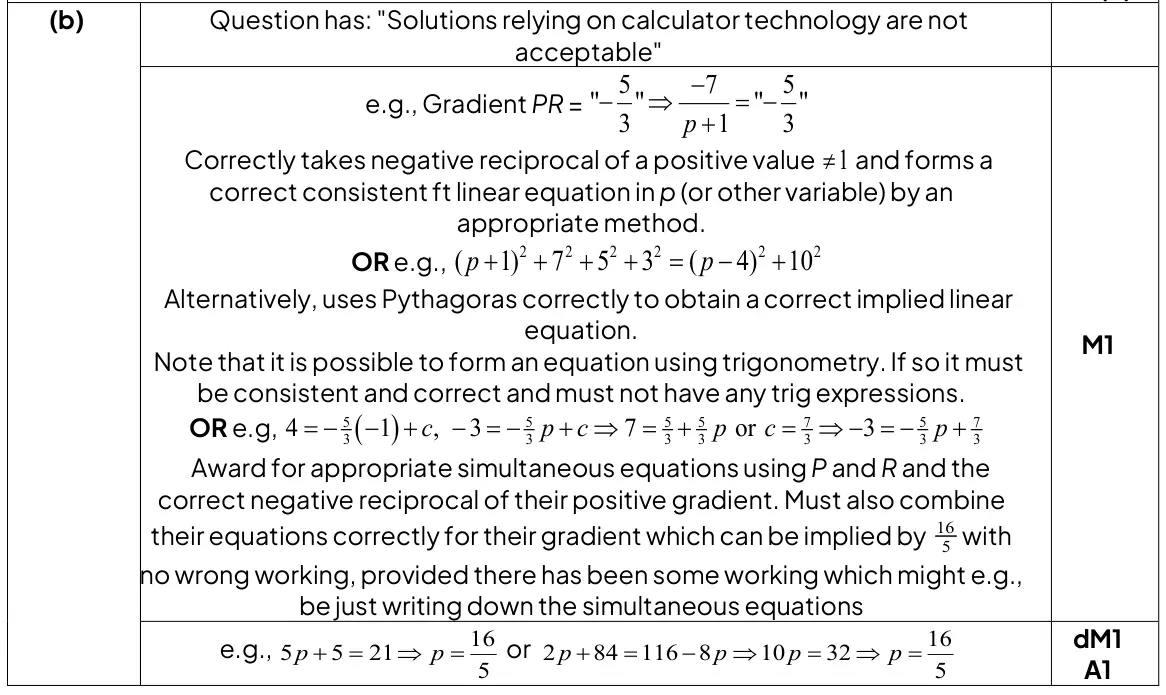 (b)
Question has: "Solutions relying on calculator technology are not
acceptable"
e.g., Gradient PR = "−5/3" ⇒ −7/(p+1) = "−5/3"
Correctly takes negative reciprocal of a positive value ≠1 and forms a
correct consistent ft linear equation in p (or other variable) by an
appropriate method.
OR e.g., (p+1)² + 7² + 5² + 3² = (p−4)² + 10²
Alternatively, uses Pythagoras correctly to obtain a correct implied linear
equation.
Note that it is possible to form an equation using trigonometry. If so it must
be consistent and correct and must not have any trig expressions.
OR e.g, 4 = −5/3(−1) + c, −3 = −5/3 p + c ⇒ 7 = 5/3 + 5/3 p or c = 7/3 ⇒ −3 = −5/3 p + 7/3
Award for appropriate simultaneous equations using P and R and the
correct negative reciprocal of their positive gradient. Must also combine
their equations correctly for their gradient which can be implied by 16/5 with
no wrong working, provided there has been some working which might e.g.,
be just writing down the simultaneous equations
M1
e.g., 5p + 5 = 21 ⇒ p = 16/5 or 2p + 84 = 116 − 8p ⇒ 10p = 32 ⇒ p = 16/5
dM1
A1